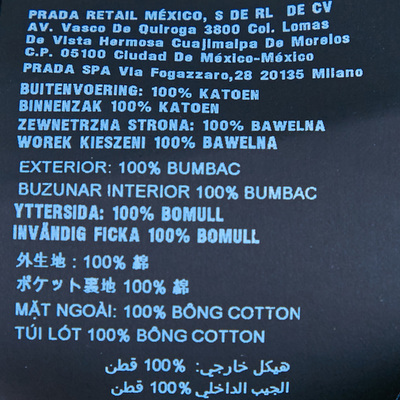 PRADA RETAIL MÉXICO, S DE RL DE CV
AV. Vasco De Quiroga 3800 Col. Lomas
De Vista Hermosa Cuajimalpa De Morelos
C.P. 05100 Ciudad De México-México
PRADA SPA Via Fogazzaro,28 20135 Milano
BUITENVOERING: 100% KATOEN
BINNENZAK 100% KATOEN
ZEWNETRZNA STRONA: 100% BAWELNA
WOREK KIESZENI 100% BAWELNA
EXTERIOR: 100% BUMBAC
BUZUNAR INTERIOR 100% BUMBAC
YTTERSIDA: 100% BOMULL
INVÄNDIG FICKA 100% BOMULL
外生地 : 100% 綿
ポケット裏地 100% 綿
MẶT NGOÀI: 100% BÔNG COTTON
TÚI LÓT 100% BÔNG COTTON
هيكل خارجي: 100% قطن
الجيب الداخلي 100% قطن